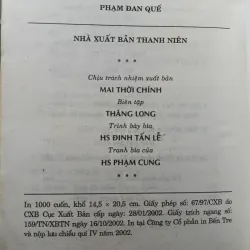 PHẠM ĐAN QUẾ
NHÀ XUẤT BẢN THANH NIÊN
***
Chịu trách nhiệm xuất bản
MAI THỜI CHÍNH
Biên tập
THĂNG LONG
Trình bày bìa
HS ĐINH TẤN LỄ
Tranh bìa của
HS PHẠM CUNG
***
In 1000 cuốn, khổ 14,5 × 20,5 cm. Giấy phép số: 67/97/CXB do
CXB Cục Xuất Bản cấp ngày: 28/01/2002. Giấy trích ngang số:
159/TN-XBTN ngày 16/10/2002. In tại Công ty Cổ phần in Bến Tre
và nộp lưu chiểu quí IV năm 2002.